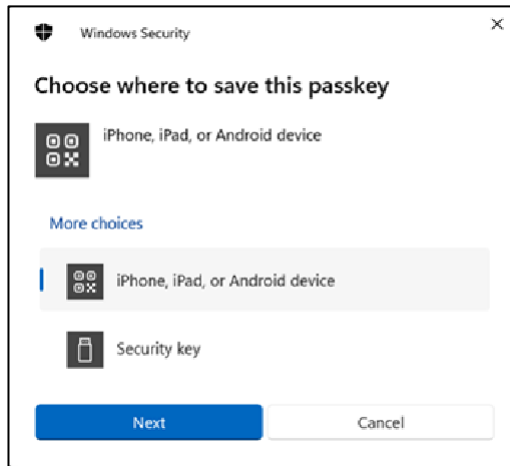 Windows Security
Choose where to save this passkey
iPhone, iPad, or Android device
More choices
iPhone, iPad, or Android device
Security key
Next
Cancel